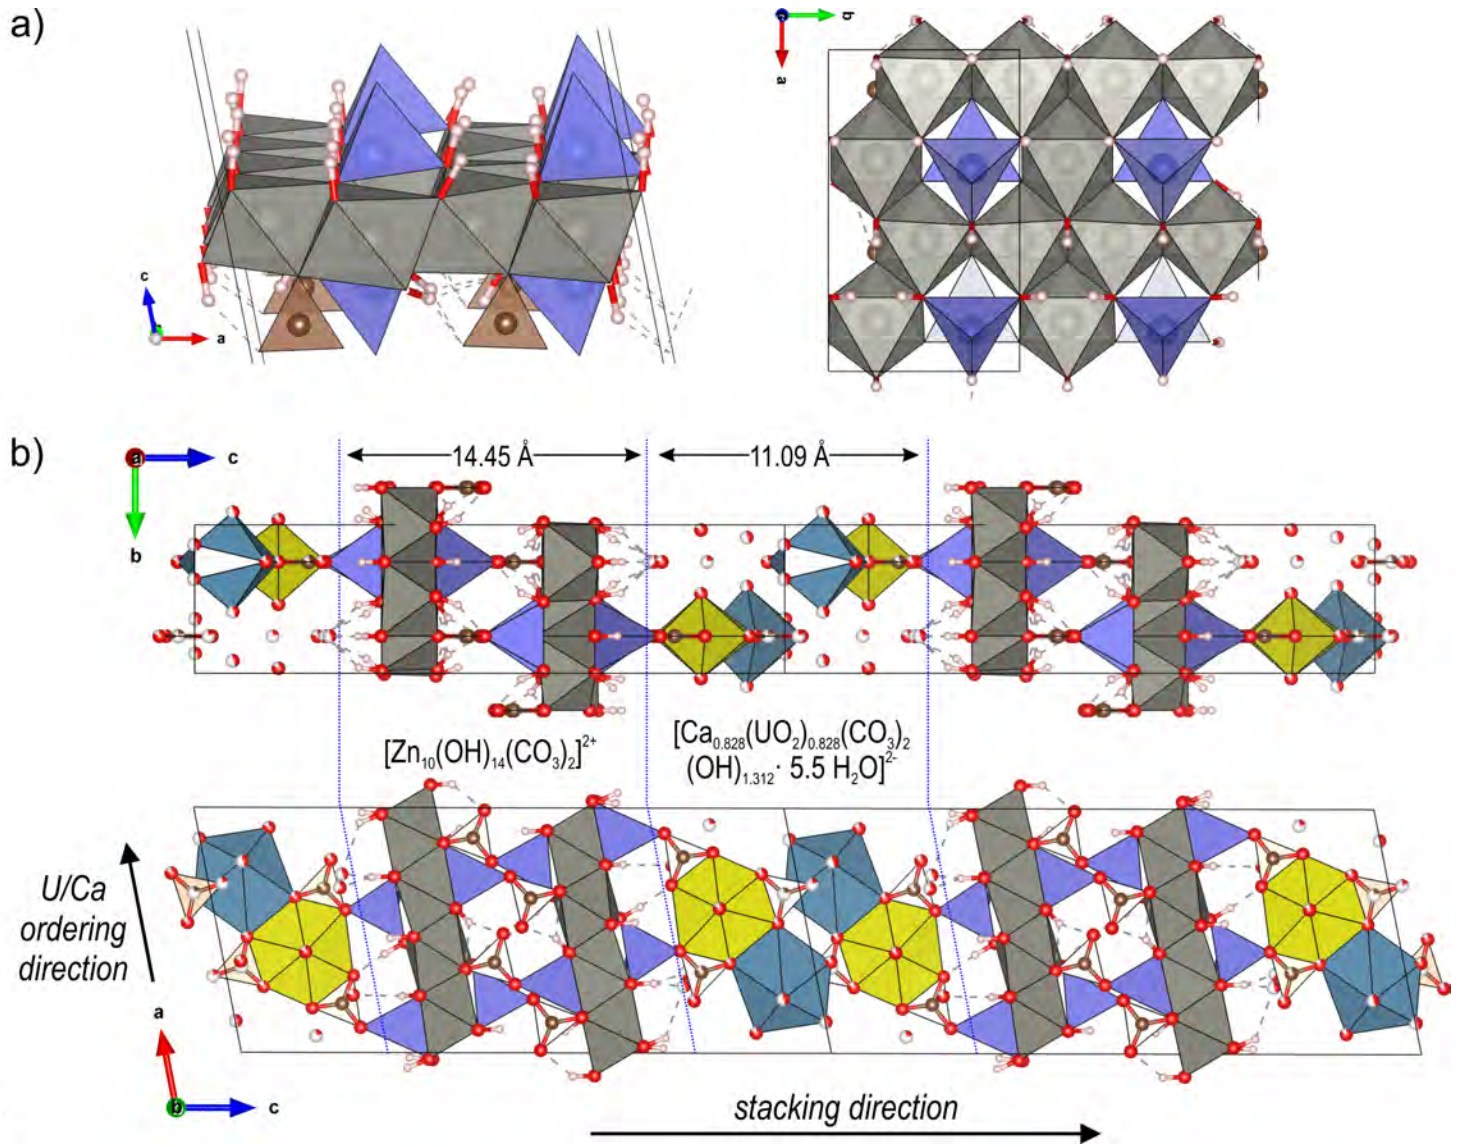 a)
c
a
b
a
b)
a
c
b
14.45 Å
11.09 Å
[Zn₁₀(OH)₁₄(CO₃)₂]²⁺
[Ca₀.₈₂₈(UO₂)₀.₈₂₈(CO₃)₂
(OH)₁.₃₁₂· 5.5 H₂O]²⁻
U/Ca
ordering
direction
a
b
c
stacking direction